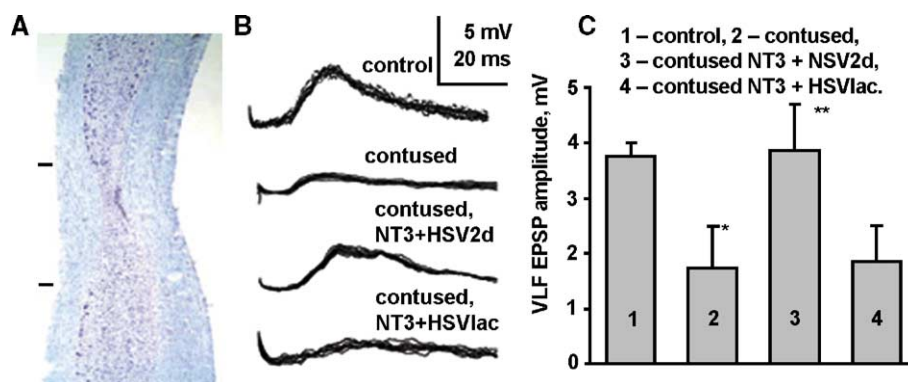 A
B
5 mV
20 ms
control
contused
contused,
NT3+HSV2d
contused,
NT3+HSVlac
C
1 – control, 2 – contused,
3 – contused NT3 + NSV2d,
4 – contused NT3 + HSVlac.
VLF EPSP amplitude, mV
5
4
3
2
1
0
*
**
1
2
3
4